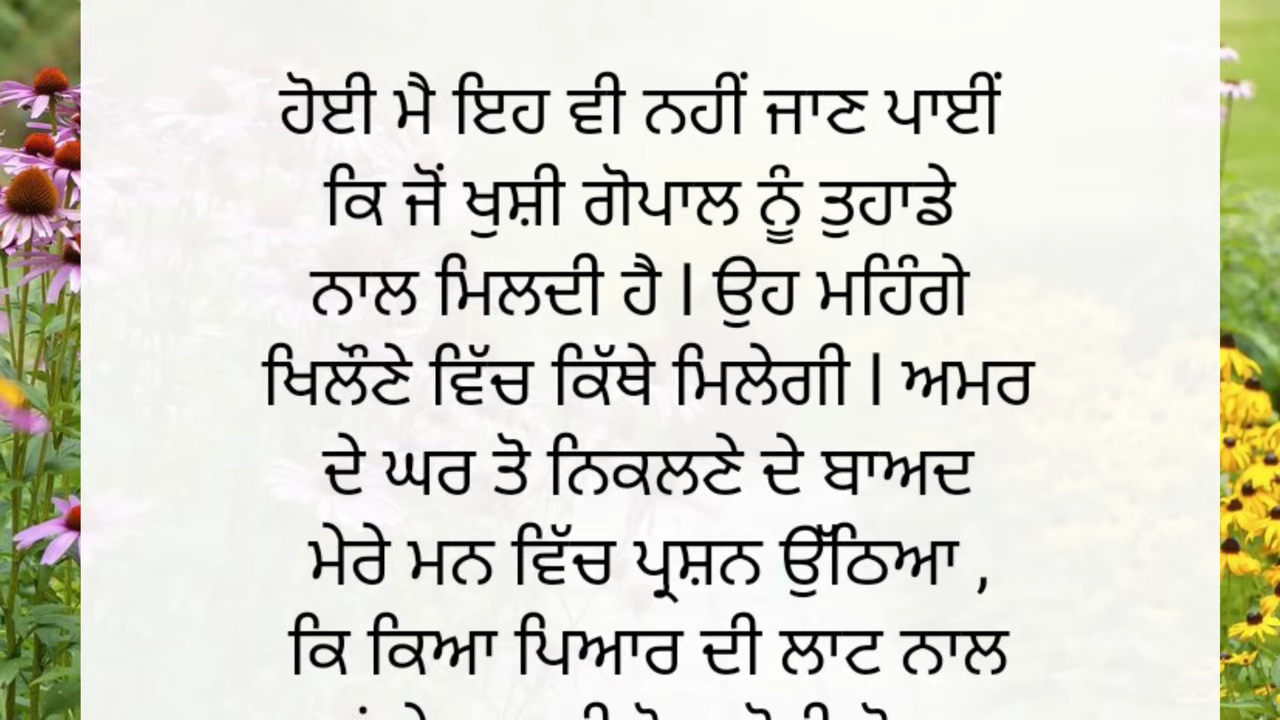 ਹੋਈ ਮੈ ਇਹ ਵੀ ਨਹੀਂ ਜਾਣ ਪਾਈਂ
ਕਿ ਜੋਂ ਖੁਸ਼ੀ ਗੋਪਾਲ ਨੂੰ ਤੁਹਾਡੇ
ਨਾਲ ਮਿਲਦੀ ਹੈ | ਉਹ ਮਹਿੰਗੇ
ਖਿਲੌਣੇ ਵਿੱਚ ਕਿੱਥੇ ਮਿਲੇਗੀ | ਅਮਰ
ਦੇ ਘਰ ਤੋ ਨਿਕਲਣੇ ਦੇ ਬਾਅਦ
ਮੇਰੇ ਮਨ ਵਿੱਚ ਪ੍ਰਸ਼ਨ ਉੱਠਿਆ ,
ਕਿ ਕਿਆ ਪਿਆਰ ਦੀ ਲਾਟ ਨਾਲ